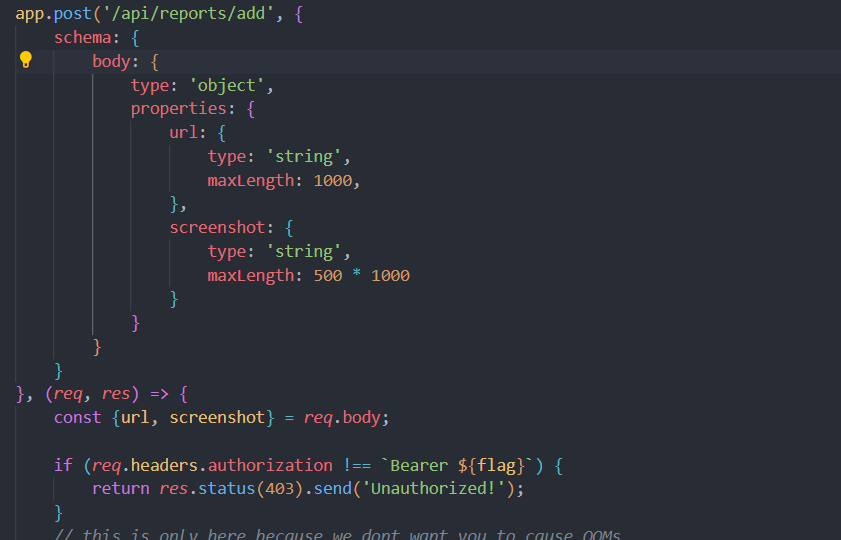 app.post('/api/reports/add', {
    schema: {
        body: {
            type: 'object',
            properties: {
                url: {
                    type: 'string',
                    maxLength: 1000,
                },
                screenshot: {
                    type: 'string',
                    maxLength: 500 * 1000
                }
            }
        }
    }
}, (req, res) => {
    const {url, screenshot} = req.body;

    if (req.headers.authorization !== `Bearer ${flag}`) {
        return res.status(403).send('Unauthorized!');
    }
    // this is only here because we dont want you to cause OOMs